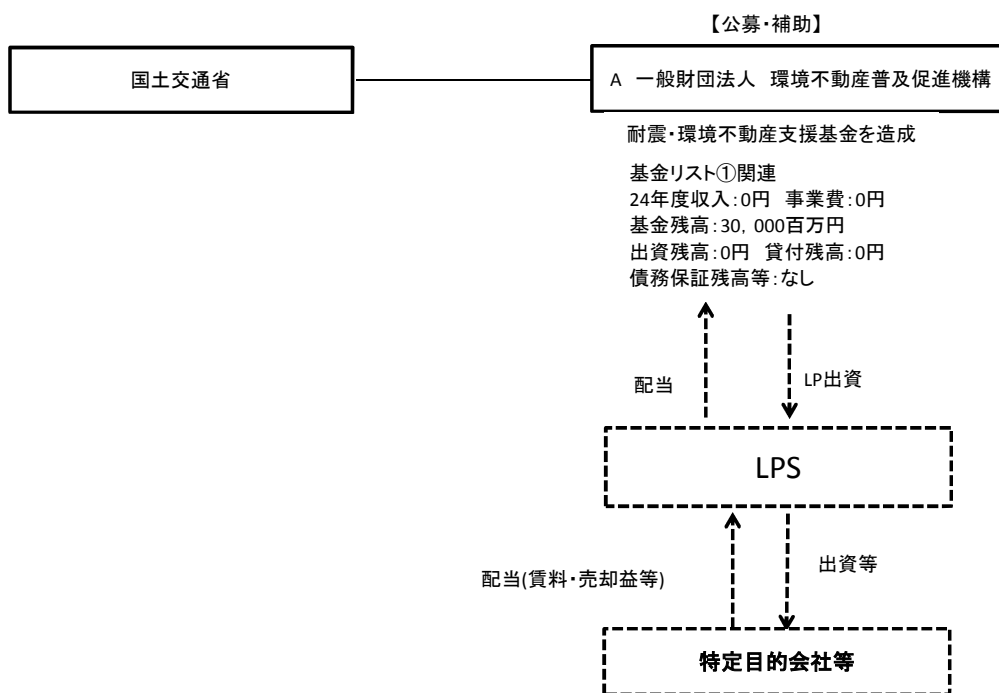 【公募・補助】
国土交通省
A 一般財団法人 環境不動産普及促進機構
耐震・環境不動産支援基金を造成
基金リスト①関連
24年度収入:0円 事業費:0円
基金残高:30,000百万円
出資残高:0円 貸付残高:0円
債務保証残高等:なし
配当
LP出資
LPS
配当(賃料・売却益等)
出資等
特定目的会社等